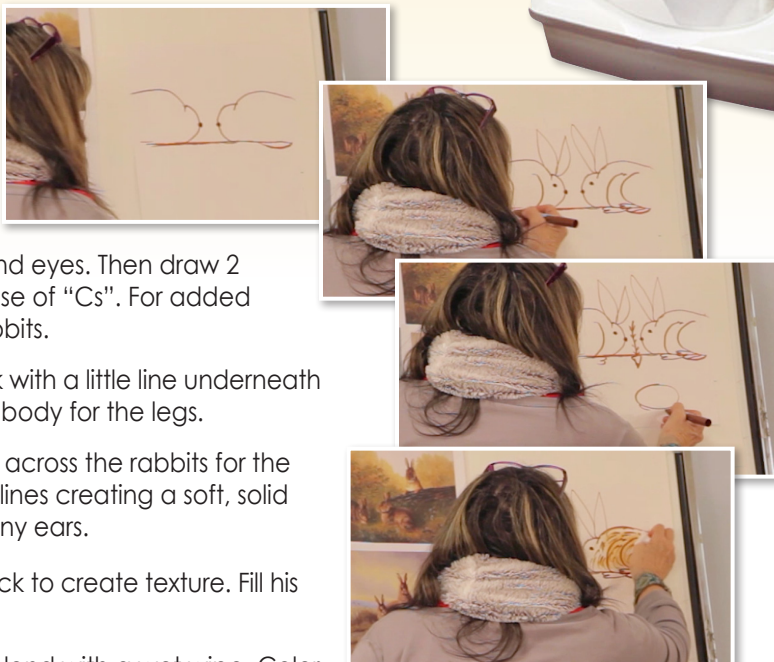 nd eyes. Then draw 2
se of “Cs”. For added
bbits.
k with a little line underneath
body for the legs.
across the rabbits for the
lines creating a soft, solid
ny ears.
ck to create texture. Fill his